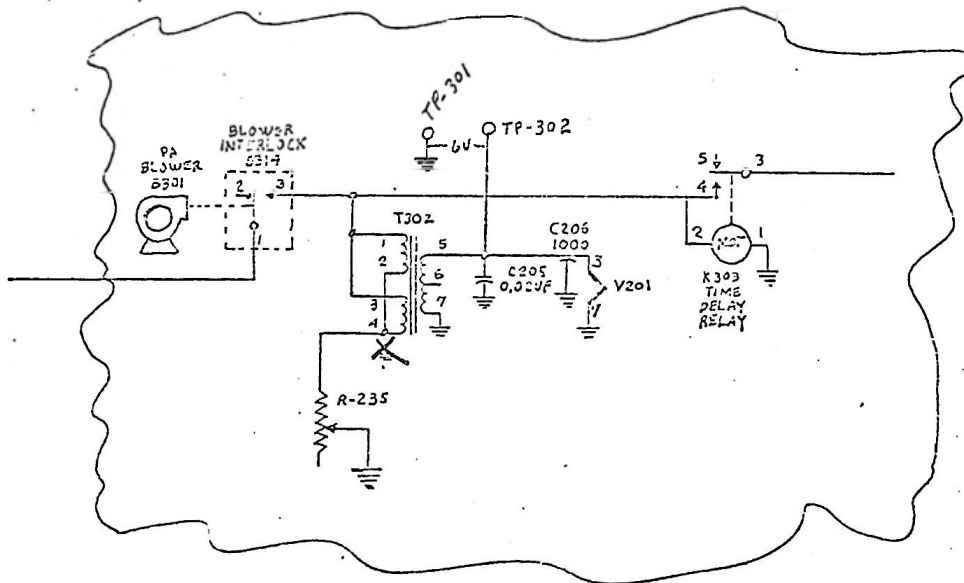 TP-301
TP-302
6V
BLOWER
INTERLOCK
S314
PA
BLOWER
B301
2
3
1
5
3
4
T302
1
2
3
4
5
6
7
C206
1000
C205
0.02UF
3
V201
2
1
MOT
K303
TIME
DELAY
RELAY
R-235